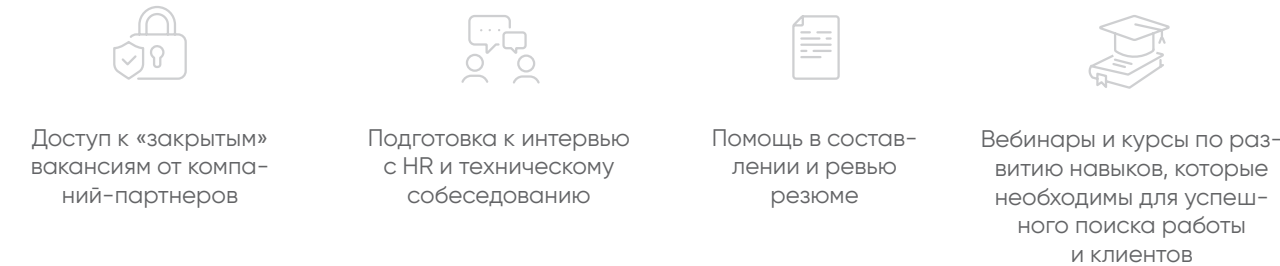 Доступ к «закрытым»
вакансиям от компа-
ний-партнеров
Подготовка к интервью
с HR и техническому
собеседованию
Помощь в состав-
лении и ревью
резюме
Вебинары и курсы по раз-
витию навыков, которые
необходимы для успеш-
ного поиска работы
и клиентов